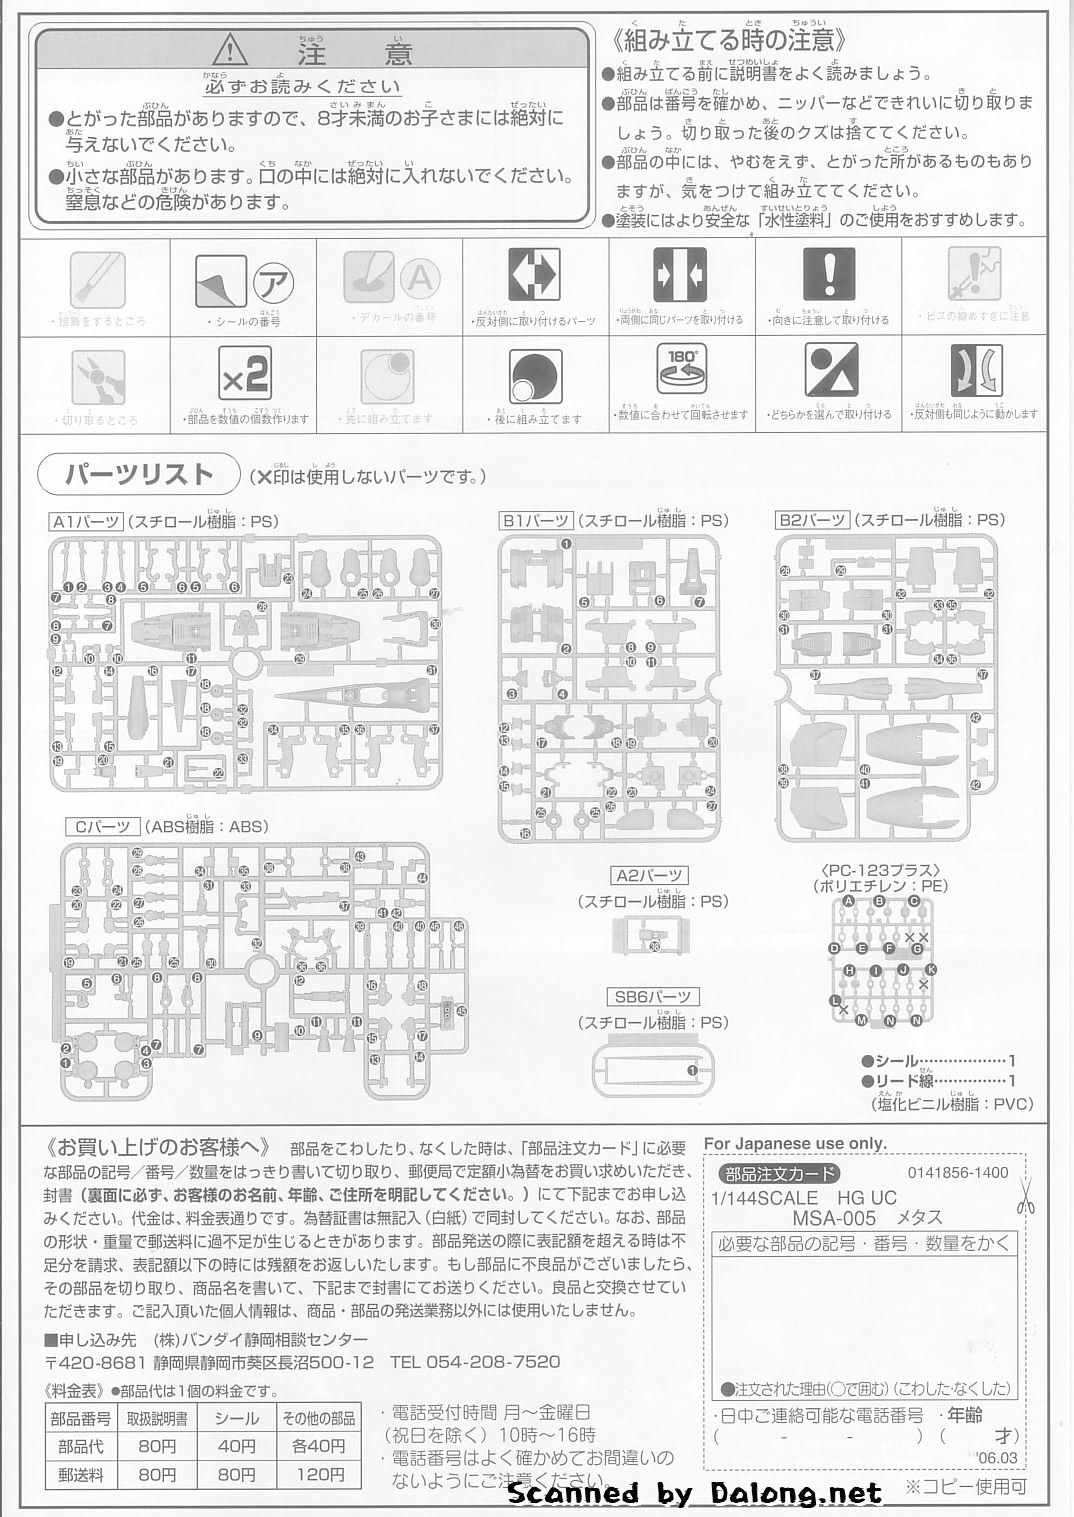 注意
必ずお読みください
●とがった部品がありますので、8才未満のお子さまには絶対に
与えないでください。
●小さな部品があります。口の中には絶対に入れないでください。
窒息などの危険があります。
《組み立てる時の注意》
●組み立てる前に説明書をよく読みましょう。
●部品は番号を確かめ、ニッパーなどできれいに切り取りま
しょう。切り取った後のクズは捨ててください。
●部品の中には、やむをえず、とがった所があるものもあり
ますが、気をつけて組み立ててください。
●塗装にはより安全な「水性塗料」のご使用をおすすめします。
・接着をするところ
ア
・シールの番号
A
・デカールの番号
・反対側に取り付けるパーツ
・両側に同じパーツを取り付ける
・向きに注意して取り付ける
・ビスの締めすぎに注意
・切り取るところ
×2
・部品を数値の個数作ります
・先に組み立てます
・後に組み立てます
180°
・数値に合わせて回転させます
・どちらかを選んで取り付ける
・反対側も同じように動かします
パーツリスト (×印は使用しないパーツです。)
A1パーツ (スチロール樹脂:PS)
B1パーツ (スチロール樹脂:PS)
B2パーツ (スチロール樹脂:PS)
Cパーツ (ABS樹脂:ABS)
A2パーツ
(スチロール樹脂:PS)
〈PC-123プラス〉
(ポリエチレン:PE)
SB6パーツ
(スチロール樹脂:PS)
●シール………………1
●リード線……………1
(塩化ビニル樹脂:PVC)
《お買い上げのお客様へ》 部品をこわしたり、なくした時は、「部品注文カード」に必要
な部品の記号/番号/数量をはっきり書いて切り取り、郵便局で定額小為替をお買い求めいただき、
封書(裏面に必ず、お客様のお名前、年齢、ご住所を明記してください。)にて下記までお申し込
みください。代金は、料金表通りです。為替証書は無記入(白紙)で同封してください。なお、部品
の形状・重量で郵送料に過不足が生じるときがあります。部品発送の際に表記額を超える時は不
足分を請求、表記額以下の時には残額をお返しいたします。もし部品に不良品がございましたら、
その部品を切り取り、商品名を書いて、下記まで封書にてお送りください。良品と交換させてい
ただきます。ご記入頂いた個人情報は、商品・部品の発送業務以外には使用いたしません。
■申し込み先 (株)バンダイ静岡相談センター
〒420-8681 静岡県静岡市葵区長沼500-12 TEL 054-208-7520
《料金表》●部品代は1個の料金です。
部品番号 取扱説明書 シール その他の部品
部品代 80円 40円 各40円
郵送料 80円 80円 120円
・電話受付時間 月〜金曜日
(祝日を除く) 10時〜16時
・電話番号はよく確かめてお間違いの
ないようにご注意ください。
For Japanese use only.
部品注文カード 0141856-1400
1/144SCALE HG UC
MSA-005 メタス
必要な部品の記号・番号・数量をかく
●注文された理由(○で囲む)(こわした・なくした)
・日中ご連絡可能な電話番号 ・年齢
( - - ) ( 才)
'06.03
※コピー使用可
Scanned by Dalong.net